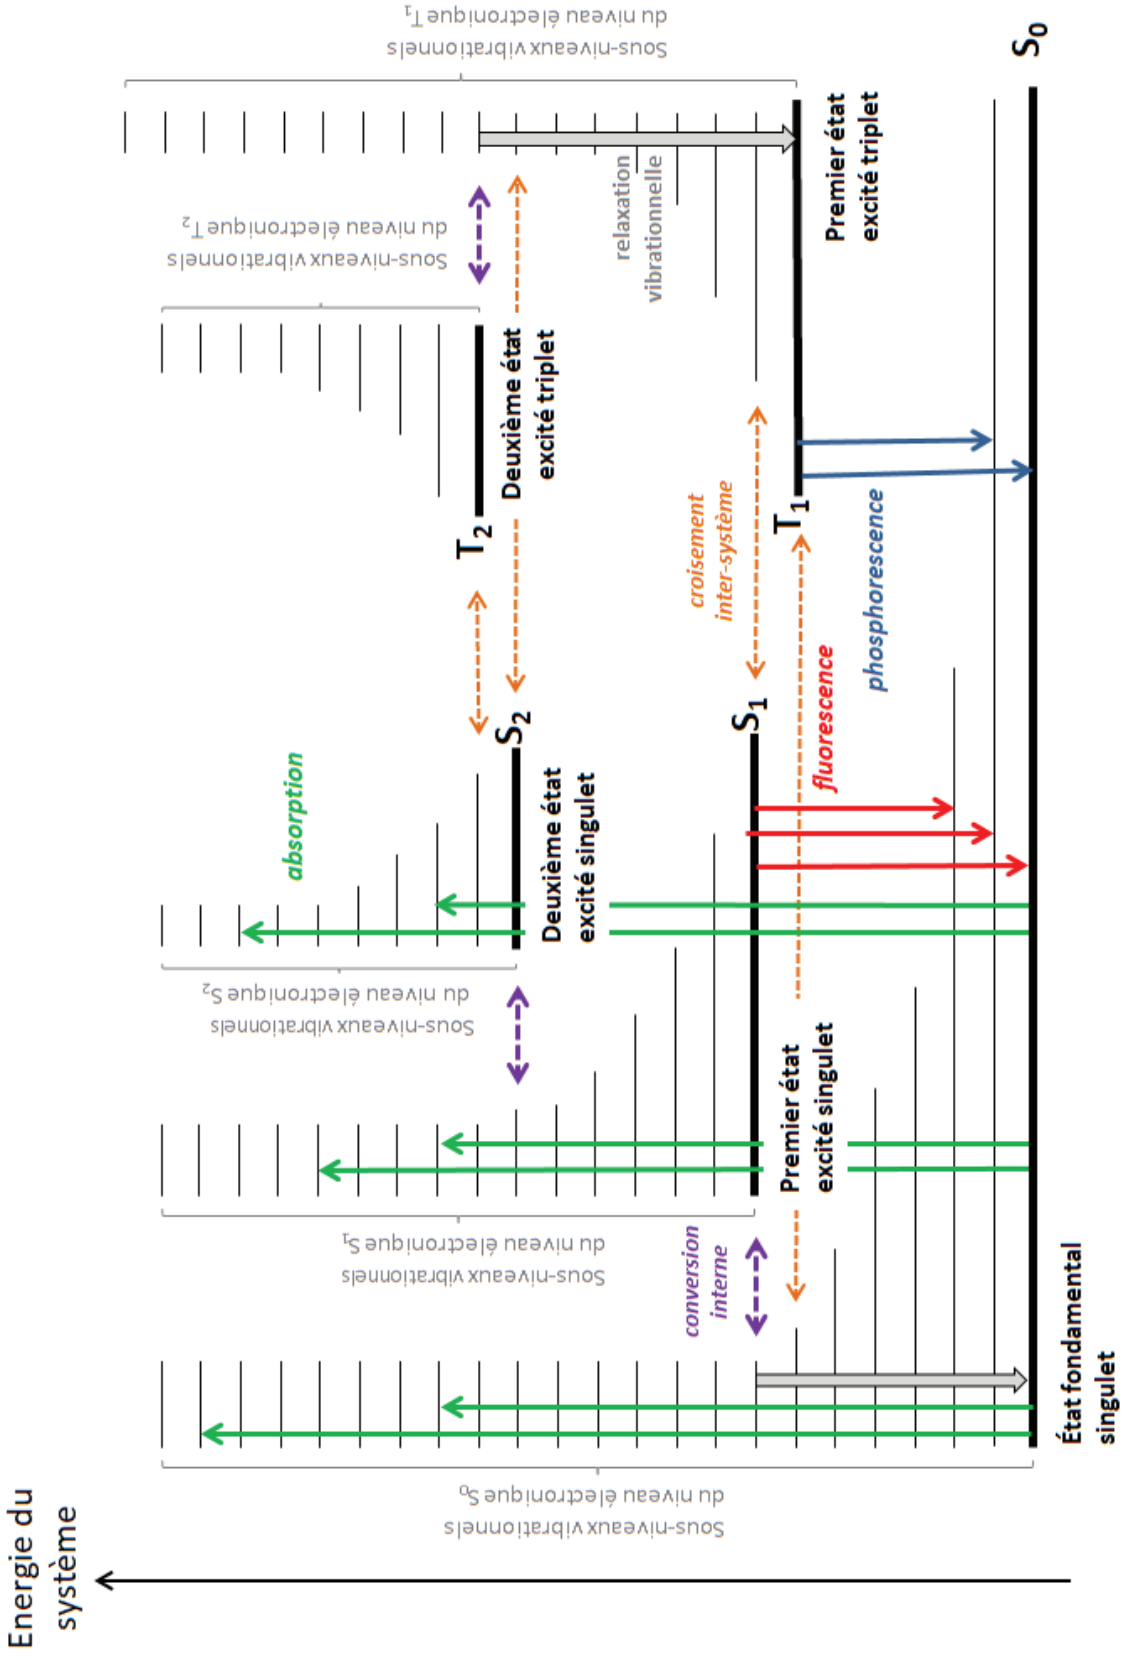 Energie du
système
Sous-niveaux vibrationnels
du niveau électronique S0
État fondamental
singulet
conversion
interne
Sous-niveaux vibrationnels
du niveau électronique S1
Premier état
excité singulet
Sous-niveaux vibrationnels
du niveau électronique S2
Deuxième état
excité singulet
absorption
S2
S1
fluorescence
phosphorescence
croisement
inter-système
T2
T1
Deuxième état
excité triplet
Sous-niveaux vibrationnels
du niveau électronique T2
relaxation
vibrationnelle
Premier état
excité triplet
Sous-niveaux vibrationnels
du niveau électronique T1
S0